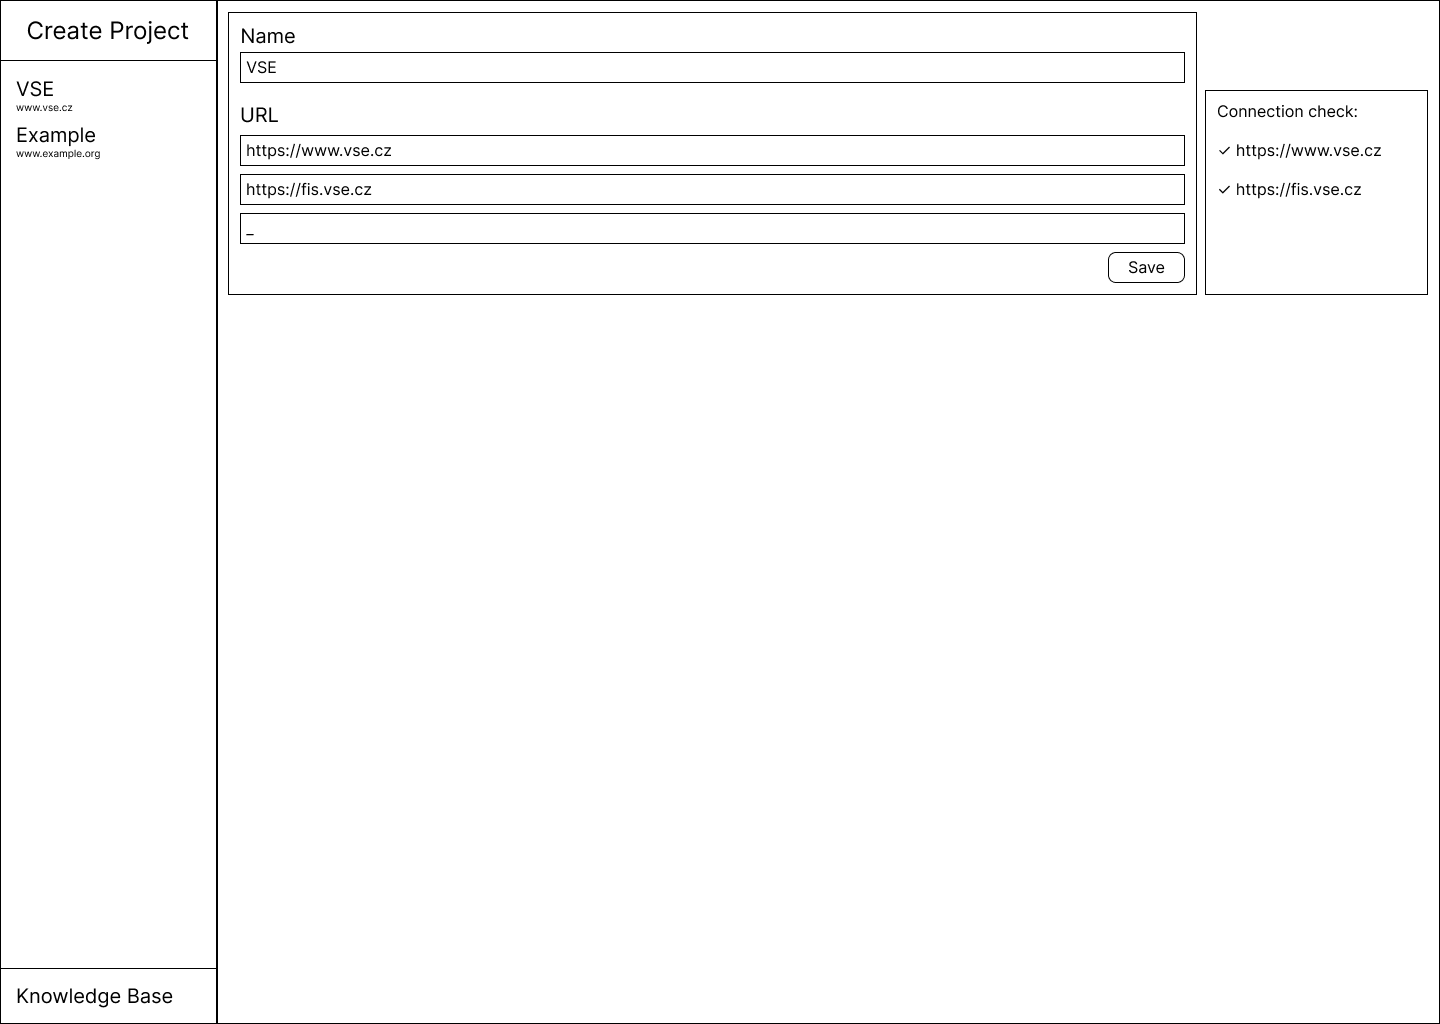 Create Project
VSE
www.vse.cz
Example
www.example.org
Knowledge Base
Name
VSE
URL
https://www.vse.cz
https://fis.vse.cz
_
Save
Connection check:
✓ https://www.vse.cz
✓ https://fis.vse.cz